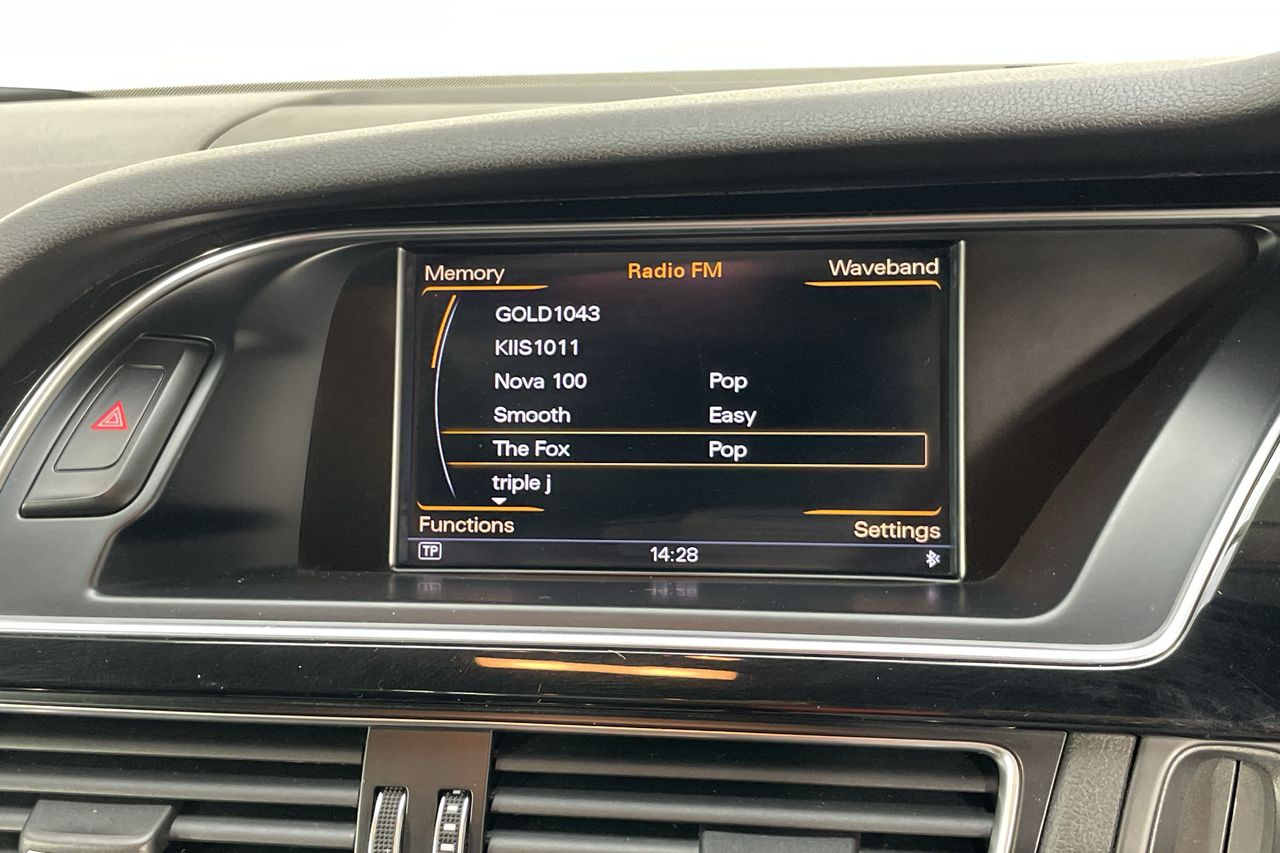 Memory Radio FM Waveband
GOLD1043
KIIS1011
Nova 100 Pop
Smooth Easy
The Fox Pop
triple j
Functions Settings
TP 14:28